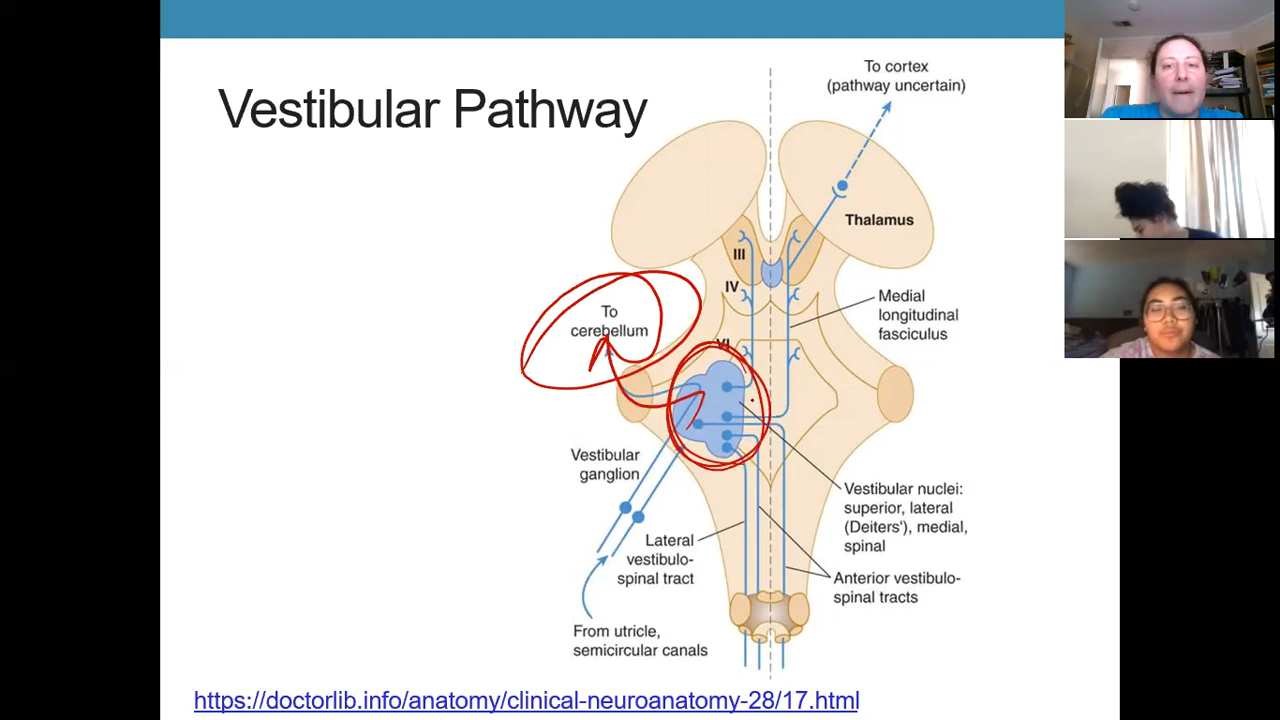 Vestibular Pathway
To cortex
(pathway uncertain)
Thalamus
III
IV
To
cerebellum
VI
Medial
longitudinal
fasciculus
Vestibular
ganglion
Vestibular nuclei:
superior, lateral
(Deiters'), medial,
spinal
Lateral
vestibulo-
spinal tract
Anterior vestibulo-
spinal tracts
From utricle,
semicircular canals
https://doctorlib.info/anatomy/clinical-neuroanatomy-28/17.html